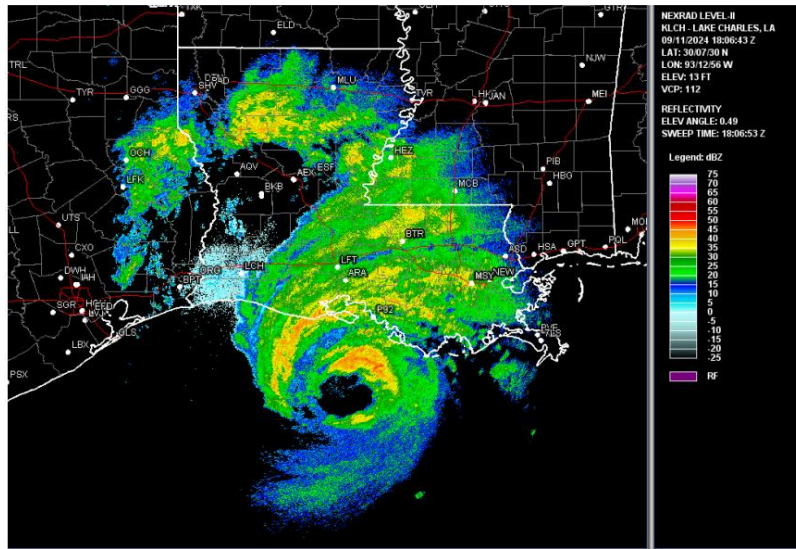 NEXRAD LEVEL-II
KLCH - LAKE CHARLES, LA
09/11/2024 18:06:43 Z
LAT: 30/07/30 N
LON: 93/12/56 W
ELEV: 13 FT
VCP: 112
REFLECTIVITY
ELEV ANGLE: 0.49
SWEEP TIME: 18:06:53 Z
Legend: dBZ
75
70
65
60
55
50
45
40
35
30
25
20
15
10
5
0
-5
-10
-15
-20
-25
RF
TXK
ELD
GTR
TRL
NJW
GGG
SHV
MLU
TYR
TVR
HK
JAN
MEI
OCH
HEZ
PIB
HBG
AQV
AEX
ESF
LFK
BKB
MCB
UTS
BTR
CXO
ASD
HSA
GPT
PQL
DWH
IAH
ORG
LCH
LFT
BPT
ARA
MSY
NEW
SGR
EFD
GLS
LBX
PSX